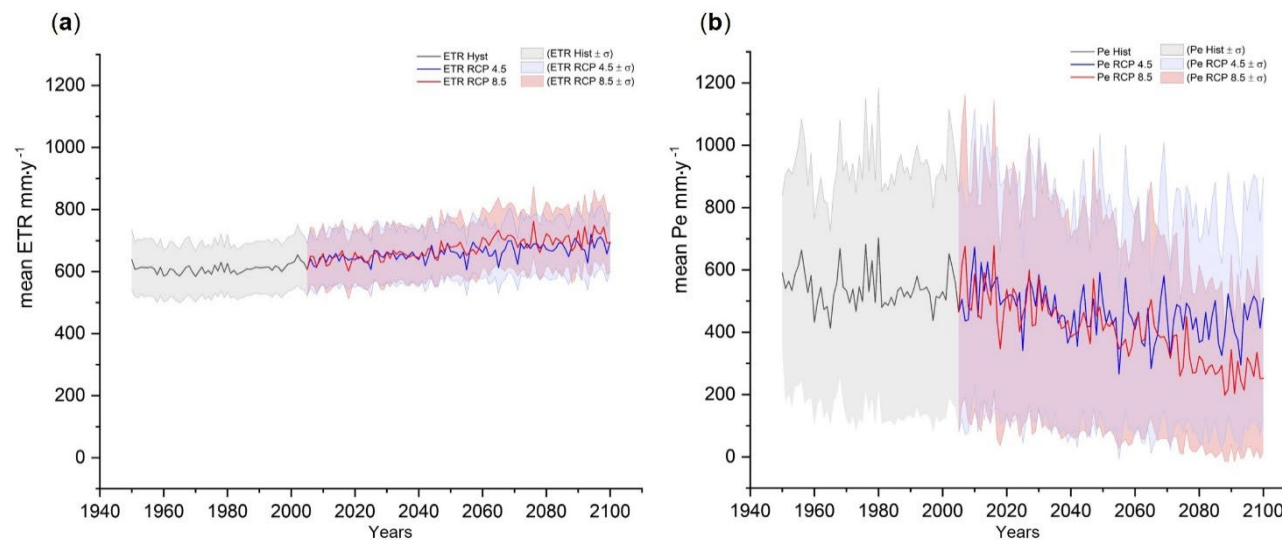 (a)
ETR Hyst (ETR Hist ± σ)
ETR RCP 4.5 (ETR RCP 4.5 ± σ)
ETR RCP 8.5 (ETR RCP 8.5 ± σ)
mean ETR mm·y⁻¹
1200
1000
800
600
400
200
0
1940 1960 1980 2000 2020 2040 2060 2080 2100
Years
(b)
Pe Hist (Pe Hist ± σ)
Pe RCP 4.5 (Pe RCP 4.5 ± σ)
Pe RCP 8.5 (Pe RCP 8.5 ± σ)
mean Pe mm·y⁻¹
1200
1000
800
600
400
200
0
1940 1960 1980 2000 2020 2040 2060 2080 2100
Years